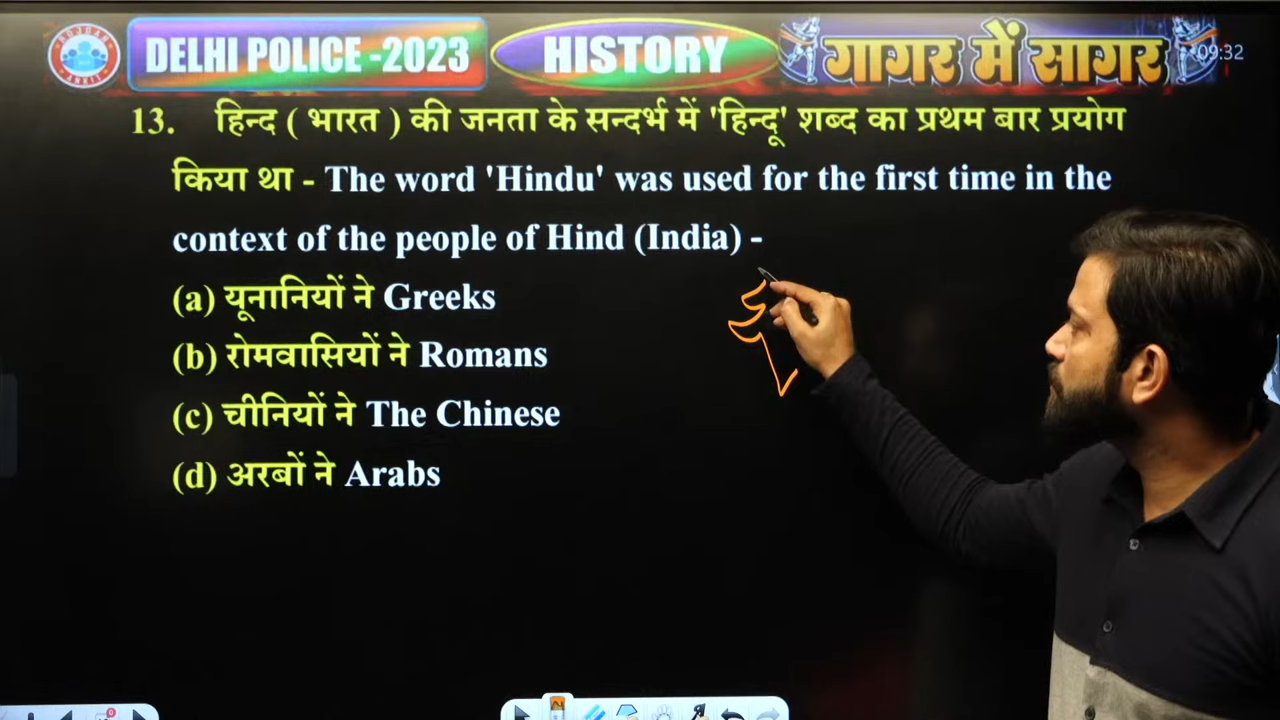 ROJGAR
ANKIT
DELHI POLICE -2023
HISTORY
गागर में सागर
09:32
13. हिन्द ( भारत ) की जनता के सन्दर्भ में 'हिन्दू' शब्द का प्रथम बार प्रयोग
किया था - The word 'Hindu' was used for the first time in the
context of the people of Hind (India) -
(a) यूनानियों ने Greeks
(b) रोमवासियों ने Romans
(c) चीनियों ने The Chinese
(d) अरबों ने Arabs